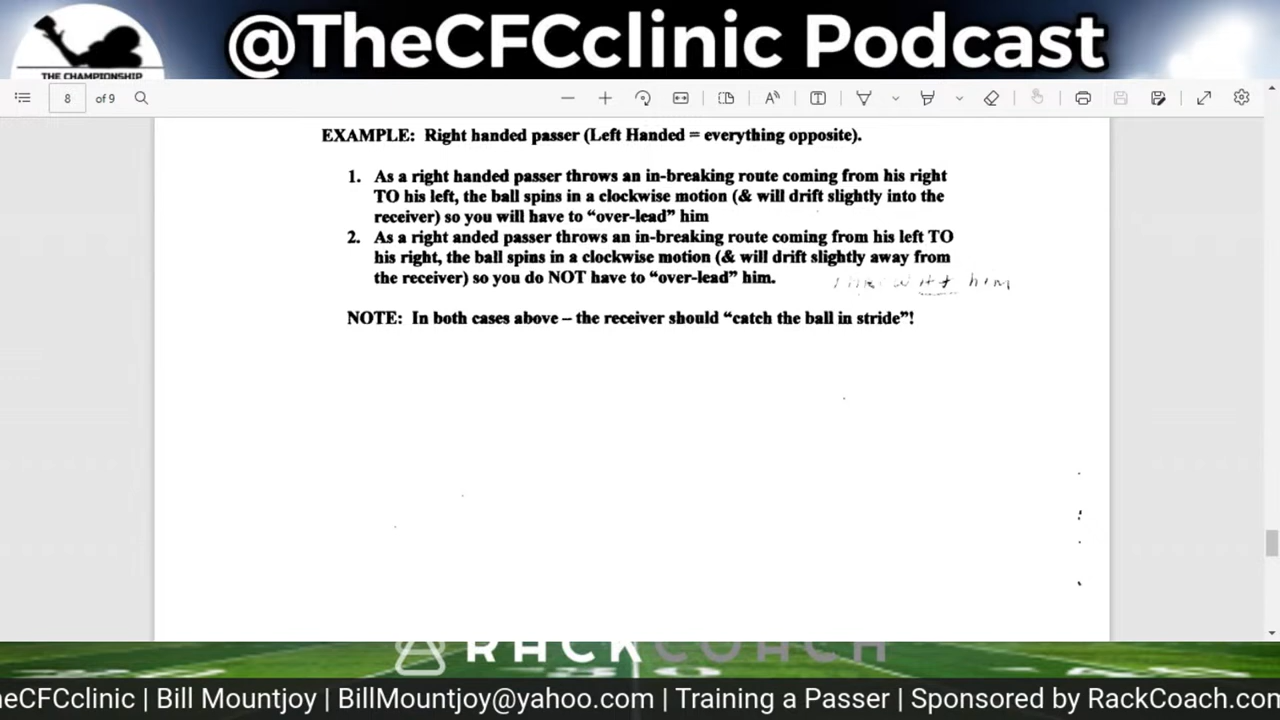 @TheCFCclinic Podcast
THE CHAMPIONSHIP
8 of 9
EXAMPLE: Right handed passer (Left Handed = everything opposite).
1. As a right handed passer throws an in-breaking route coming from his right
TO his left, the ball spins in a clockwise motion (& will drift slightly into the
receiver) so you will have to “over-lead” him
2. As a right anded passer throws an in-breaking route coming from his left TO
his right, the ball spins in a clockwise motion (& will drift slightly away from
the receiver) so you do NOT have to “over-lead” him.
him
NOTE: In both cases above – the receiver should “catch the ball in stride”!
RACKCOACH
eCFCclinic | Bill Mountjoy | BillMountjoy@yahoo.com | Training a Passer | Sponsored by RackCoach.con